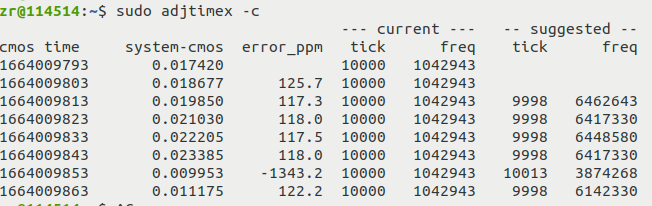 zr@114514:~$ sudo adjtimex -c
                                      --- current ---   -- suggested --
cmos time     system-cmos  error_ppm   tick      freq    tick      freq
1664009793       0.017420             10000   1042943
1664009803       0.018677      125.7  10000   1042943
1664009813       0.019850      117.3  10000   1042943    9998   6462643
1664009823       0.021030      118.0  10000   1042943    9998   6417330
1664009833       0.022205      117.5  10000   1042943    9998   6448580
1664009843       0.023385      118.0  10000   1042943    9998   6417330
1664009853       0.009953    -1343.2  10000   1042943   10013   3874268
1664009863       0.011175      122.2  10000   1042943    9998   6142330